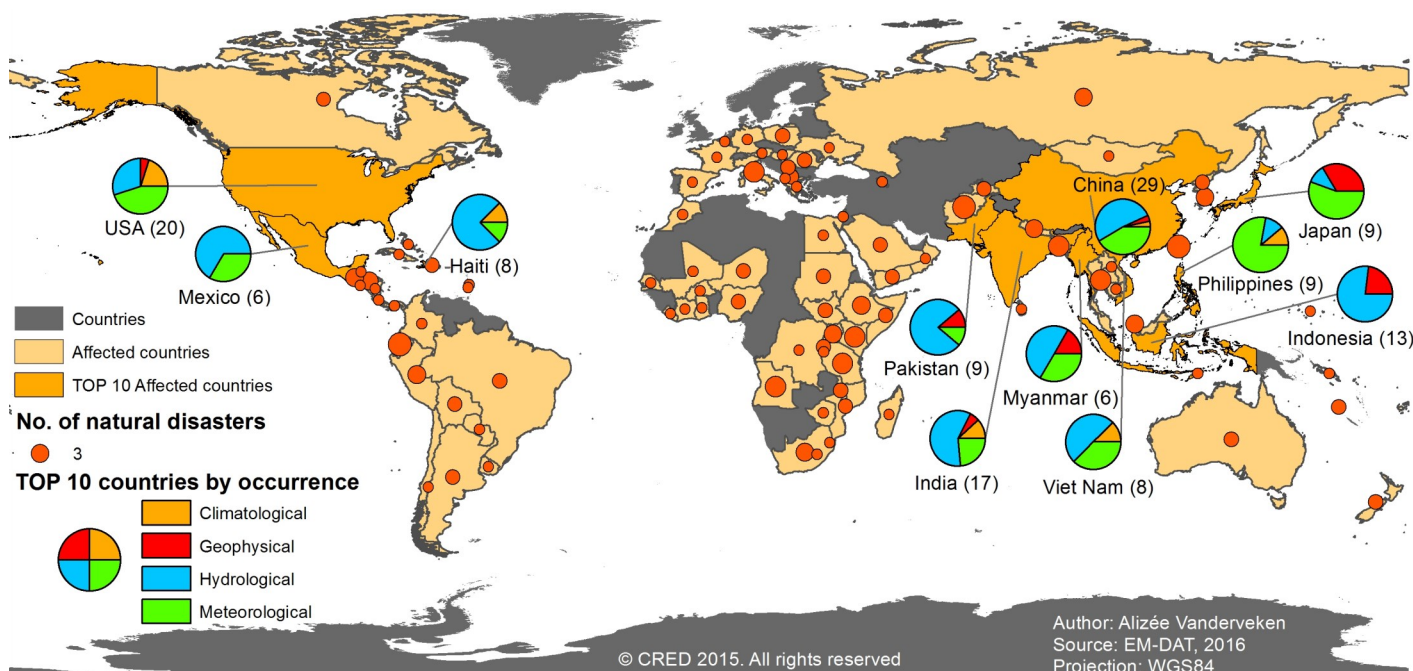 USA (20)
Mexico (6)
Haiti (8)
China (29)
Japan (9)
Philippines (9)
Indonesia (13)
Pakistan (9)
Myanmar (6)
India (17)
Viet Nam (8)
Countries
Affected countries
TOP 10 Affected countries
No. of natural disasters
3
TOP 10 countries by occurrence
Climatological
Geophysical
Hydrological
Meteorological
© CRED 2015. All rights reserved
Author: Alizée Vanderveken
Source: EM-DAT, 2016
Projection: WGS84